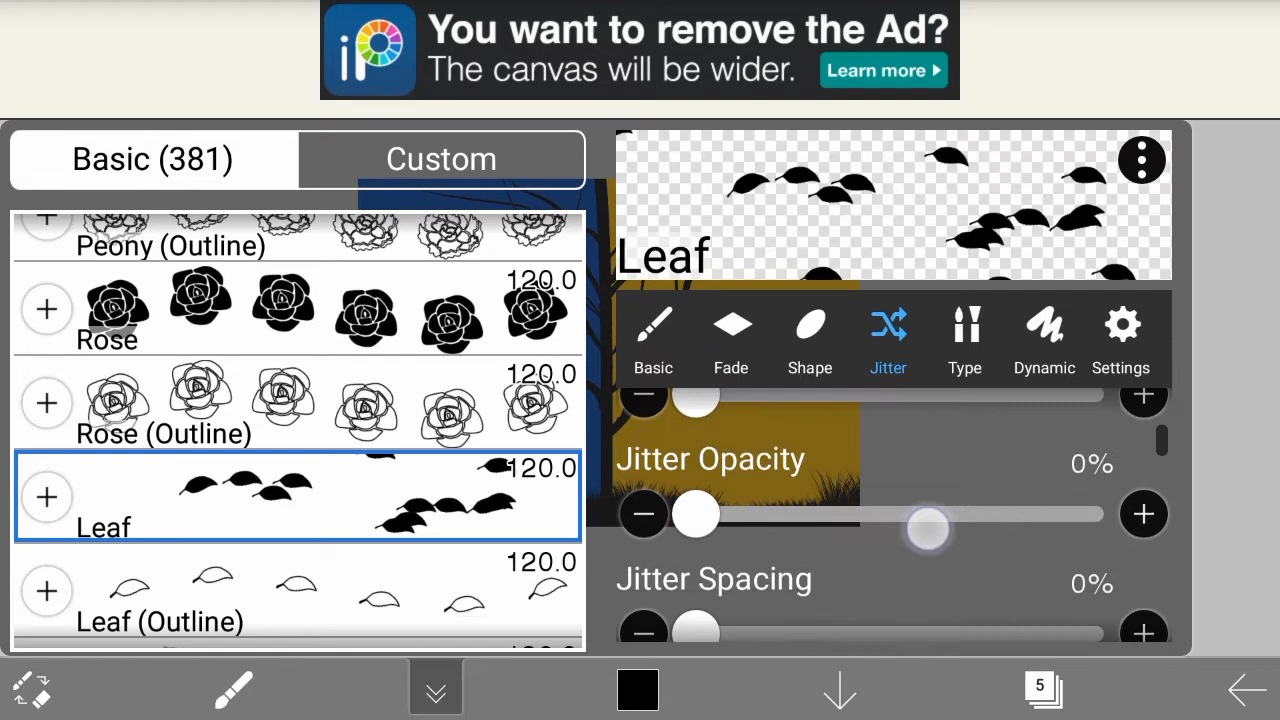 iP
You want to remove the Ad?
The canvas will be wider.
Learn more
Basic (381)
Custom
Peony (Outline)
120.0
Rose
120.0
Rose (Outline)
120.0
Leaf
120.0
Leaf (Outline)
Leaf
Basic
Fade
Shape
Jitter
Type
Dynamic
Settings
Jitter Opacity
0%
Jitter Spacing
0%
5